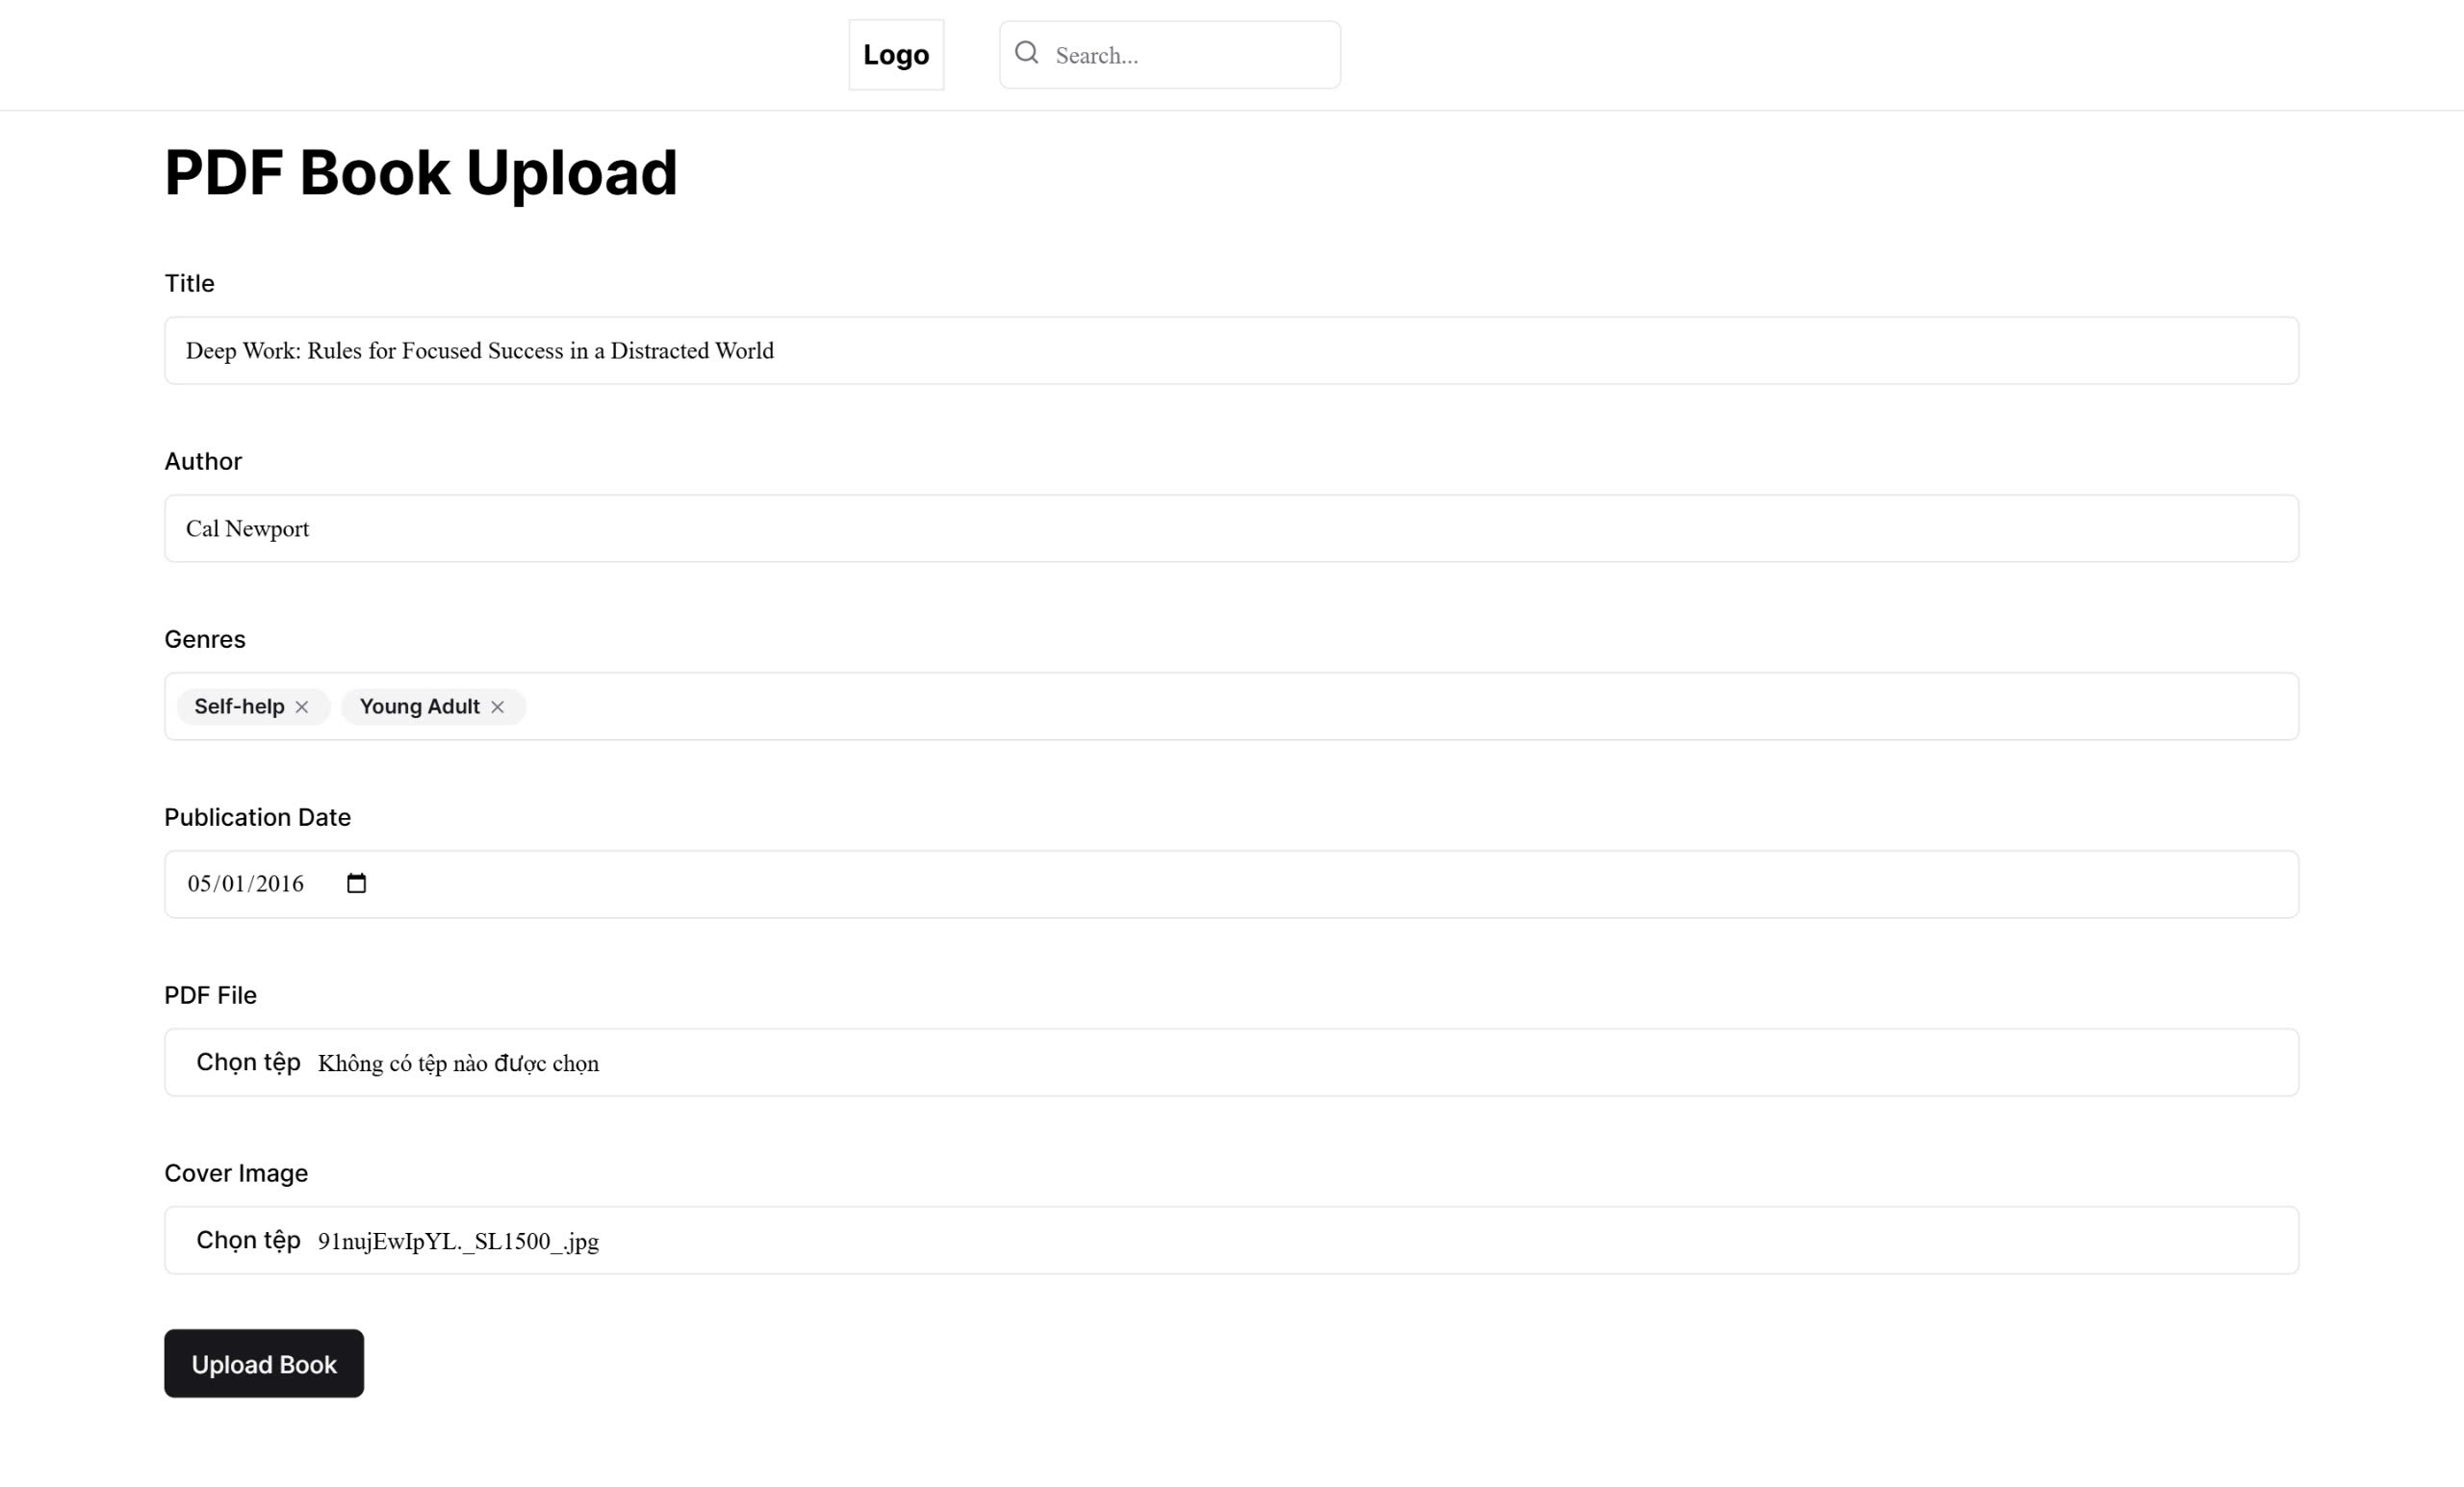 Logo
Search...
PDF Book Upload
Title
Deep Work: Rules for Focused Success in a Distracted World
Author
Cal Newport
Genres
Self-help Young Adult
Publication Date
05/01/2016
PDF File
Chọn tệp Không có tệp nào được chọn
Cover Image
Chọn tệp 91nujEwIpYL._SL1500_.jpg
Upload Book